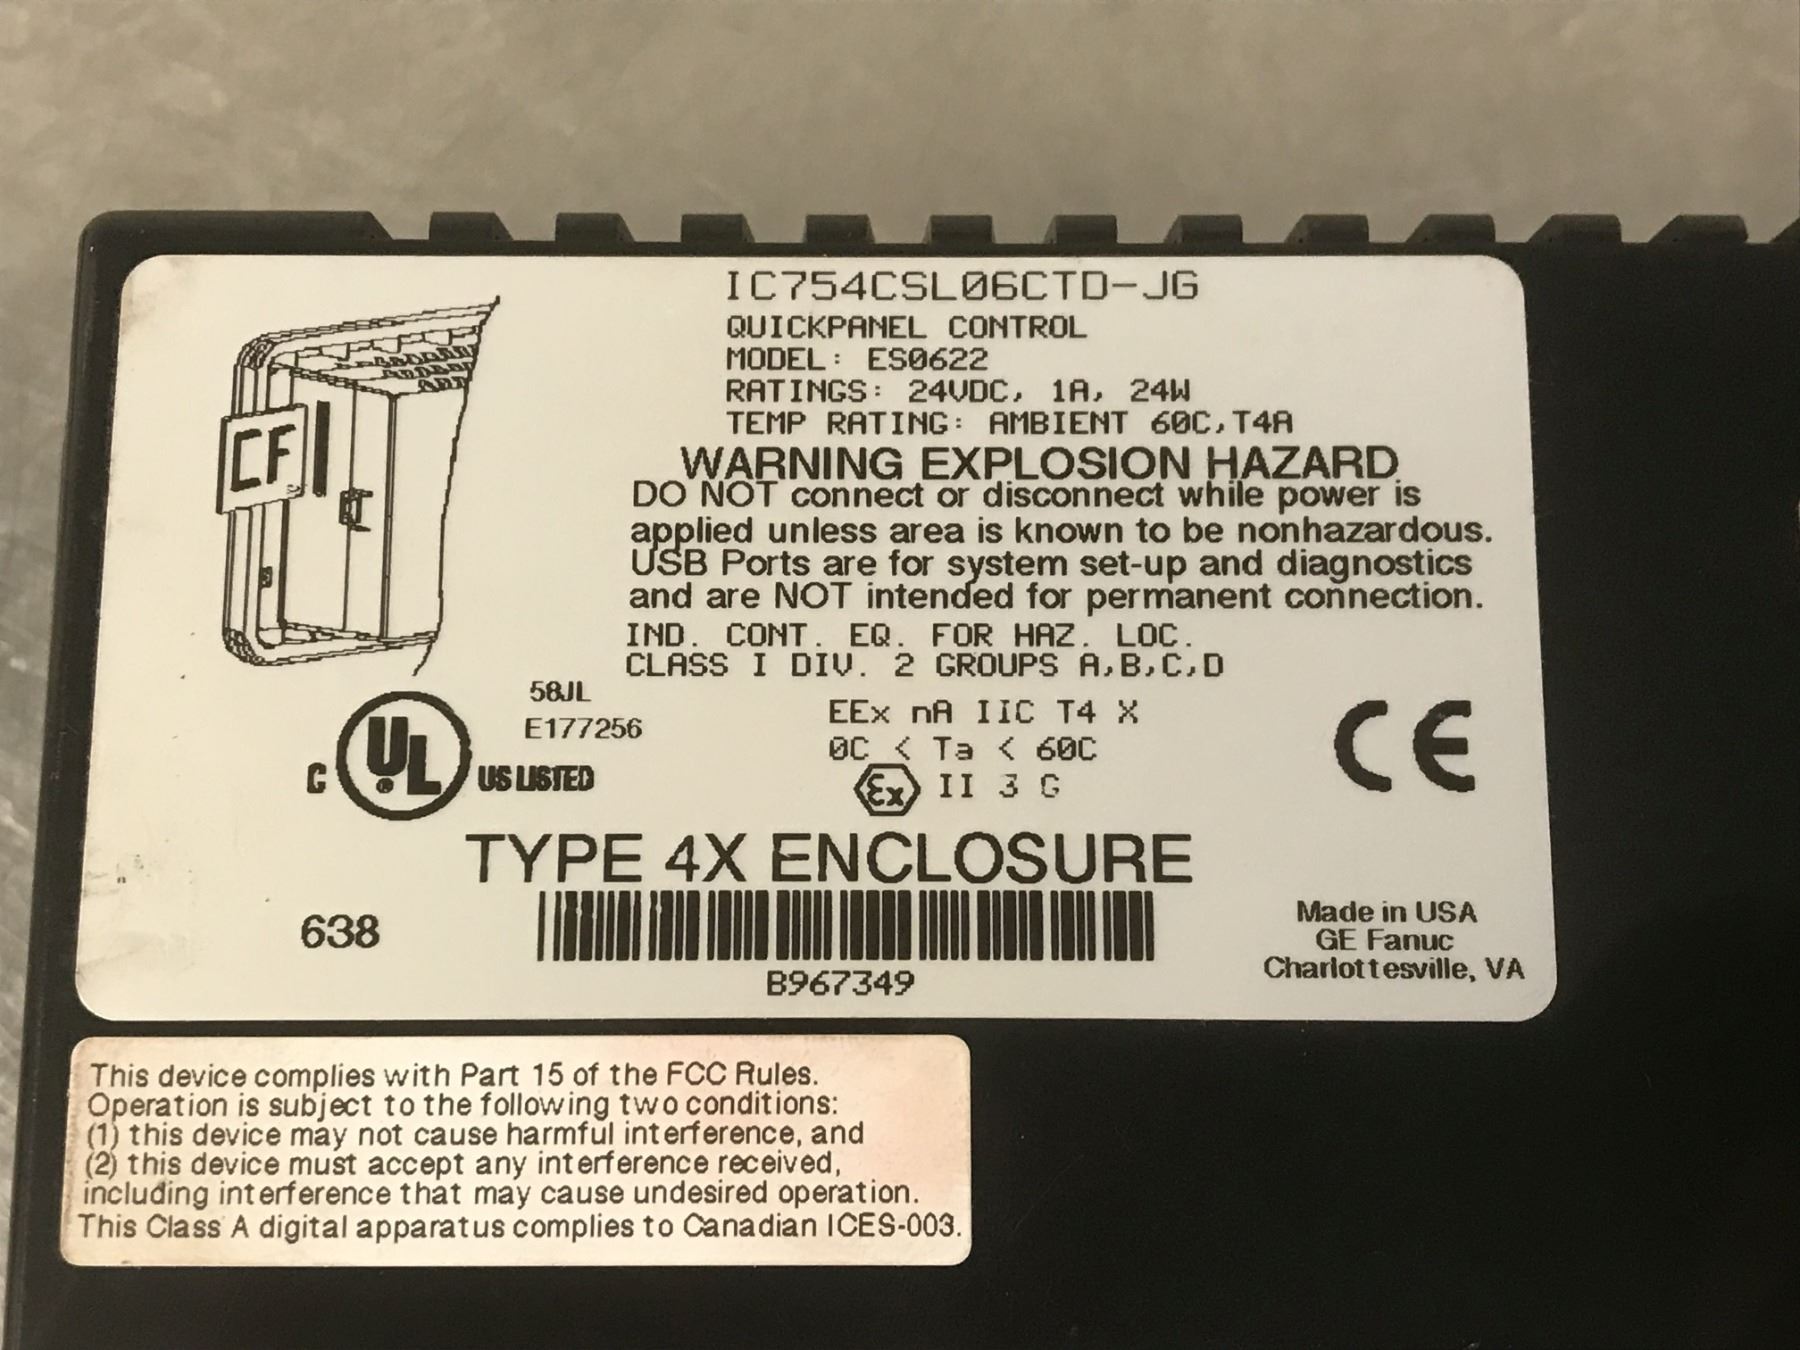 IC754CSL06CTD-JG
QUICKPANEL CONTROL
MODEL: ES0622
RATINGS: 24VDC, 1A, 24W
TEMP RATING: AMBIENT 60C,T4A
WARNING EXPLOSION HAZARD
DO NOT connect or disconnect while power is
applied unless area is known to be nonhazardous.
USB Ports are for system set-up and diagnostics
and are NOT intended for permanent connection.
IND. CONT. EQ. FOR HAZ. LOC.
CLASS I DIV. 2 GROUPS A,B,C,D
CF
58JL
E177256
C UL US LISTED
EEx nA IIC T4 X
0C < Ta < 60C
Ex II 3 G
CE
TYPE 4X ENCLOSURE
638
B967349
Made in USA
GE Fanuc
Charlottesville, VA
This device complies with Part 15 of the FCC Rules.
Operation is subject to the following two conditions:
(1) this device may not cause harmful interference, and
(2) this device must accept any interference received,
including interference that may cause undesired operation.
This Class A digital apparatus complies to Canadian ICES-003.